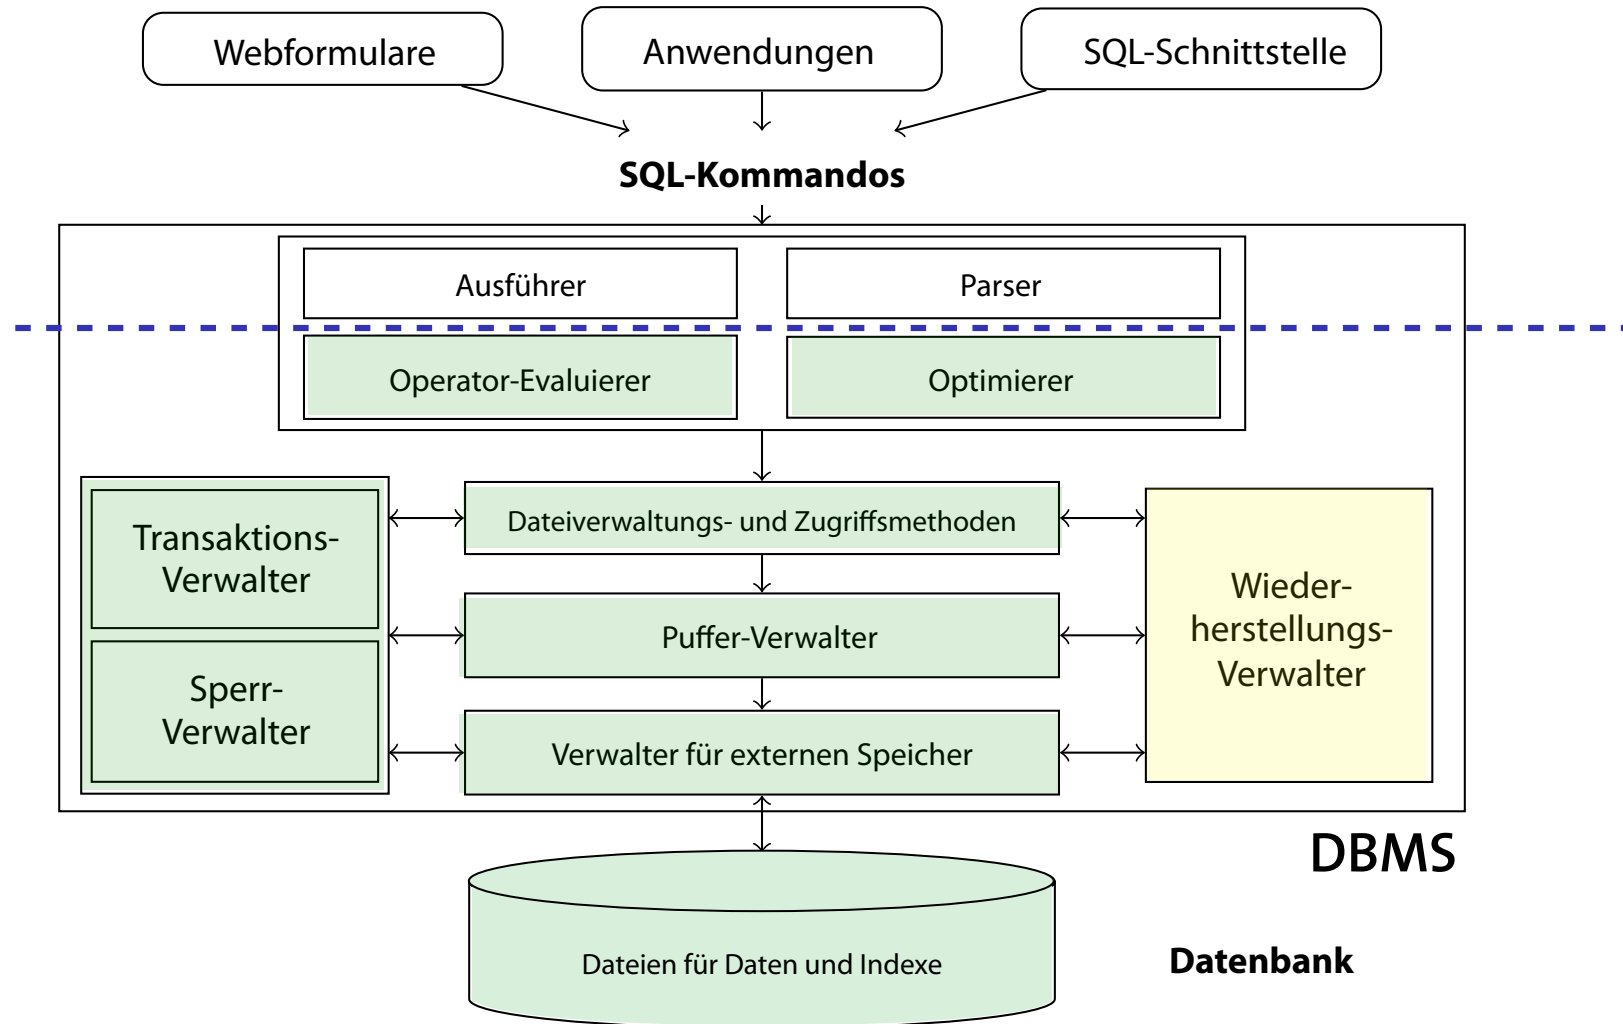 Webformulare
Anwendungen
SQL-Schnittstelle
SQL-Kommandos
Ausführer
Parser
Operator-Evaluierer
Optimierer
Transaktions-
Verwalter
Sperr-
Verwalter
Dateiverwaltungs- und Zugriffsmethoden
Puffer-Verwalter
Verwalter für externen Speicher
Wieder-
herstellungs-
Verwalter
DBMS
Dateien für Daten und Indexe
Datenbank